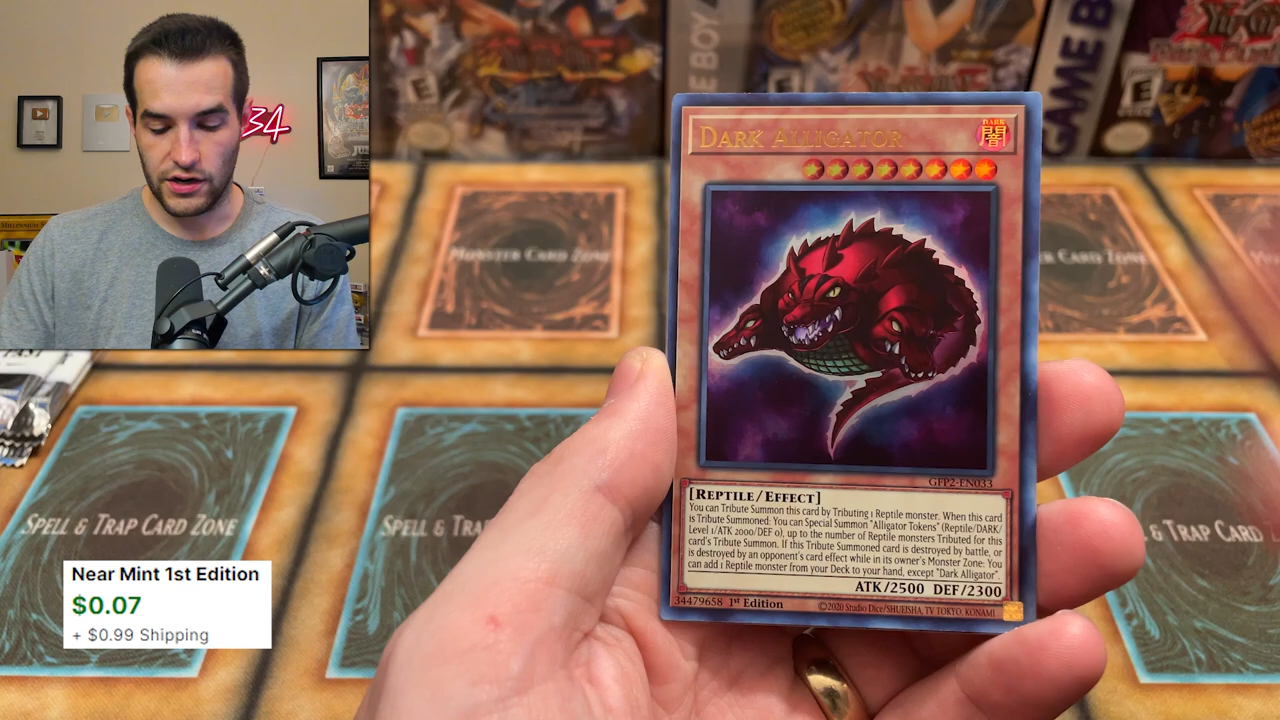 34
GAME BOY
GAME B
DARK ALLIGATOR
DARK
闇
MONSTER CARD ZONE
CARD ZONE
GFP2-EN033
[REPTILE/EFFECT]
You can Tribute Summon this card by Tributing 1 Reptile monster. When this card
is Tribute Summoned: You can Special Summon "Alligator Tokens" (Reptile/DARK/
Level 1/ATK 2000/DEF 0), up to the number of Reptile monsters Tributed for this
card's Tribute Summon. If this Tribute Summoned card is destroyed by battle, or
is destroyed by an opponent's card effect while in its owner's Monster Zone: You
can add 1 Reptile monster from your Deck to your hand, except "Dark Alligator".
ATK/2500 DEF/2300
34479658 1st Edition
©2020 Studio Dice/SHUEISHA, TV TOKYO, KONAMI
SPELL & TRAP CARD ZONE
SPELL & TRA
& TRAP CARD Z
Near Mint 1st Edition
$0.07
+ $0.99 Shipping